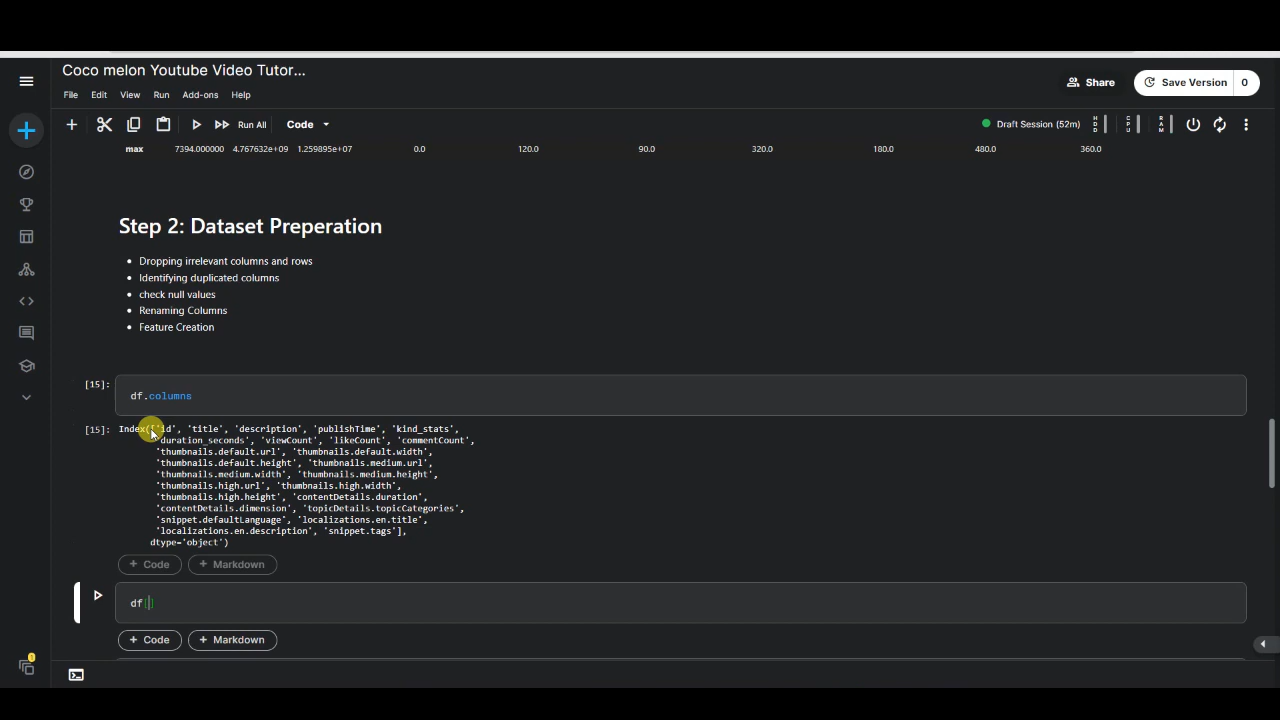 Coco melon Youtube Video Tutor...
File Edit View Run Add-ons Help
Share
Save Version 0
Run All Code
Draft Session (52m) HDD CPU RAM
max 7394.000000 4.767632e+09 1.259895e+07 0.0 120.0 90.0 320.0 180.0 480.0 360.0
Step 2: Dataset Preperation
Dropping irrelevant columns and rows
Identifying duplicated columns
check null values
Renaming Columns
Feature Creation
[15]:
df.columns
[15]: Index(['id', 'title', 'description', 'publishTime', 'kind_stats',
'duration_seconds', 'viewCount', 'likeCount', 'commentCount',
'thumbnails.default.url', 'thumbnails.default.width',
'thumbnails.default.height', 'thumbnails.medium.url',
'thumbnails.medium.width', 'thumbnails.medium.height',
'thumbnails.high.url', 'thumbnails.high.width',
'thumbnails.high.height', 'contentDetails.duration',
'contentDetails.dimension', 'topicDetails.topicCategories',
'snippet.defaultLanguage', 'localizations.en.title',
'localizations.en.description', 'snippet.tags'],
dtype='object')
+ Code + Markdown
df[]
+ Code + Markdown
1